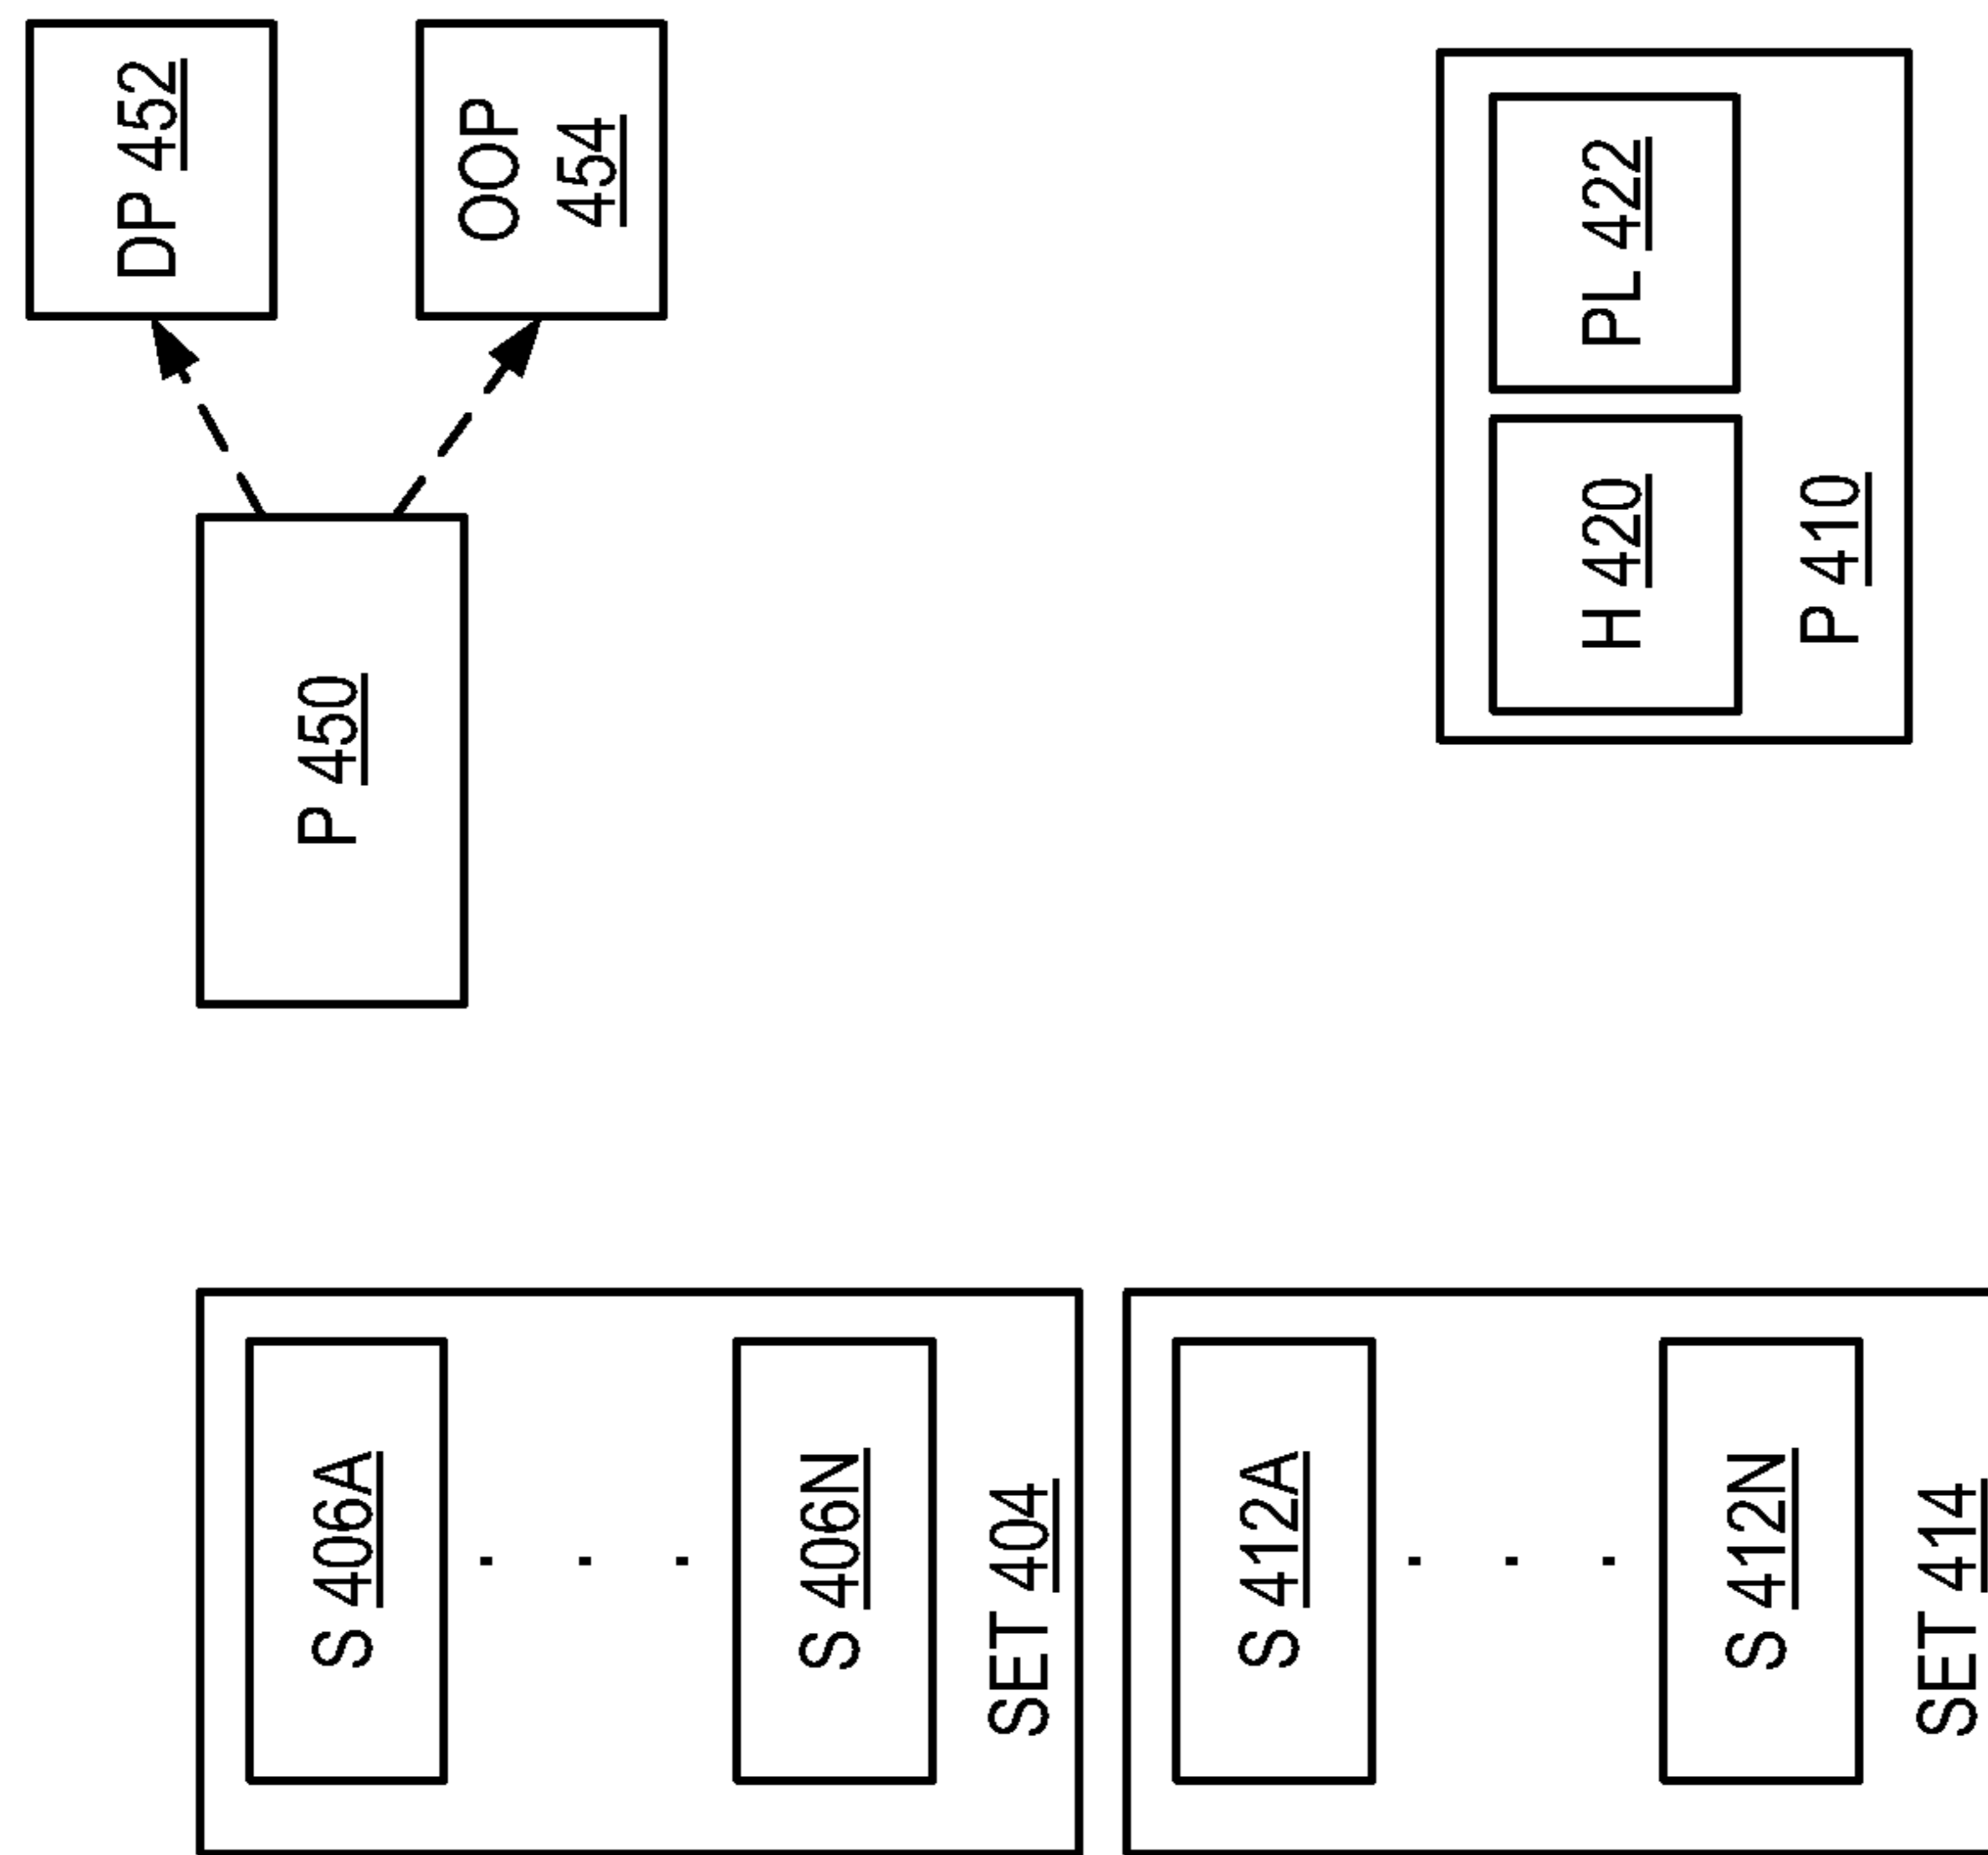 DP 452
OOP
454
P 450
PL 422
H 420
P 410
S 406A
. . .
S 406N
SET 404
S 412A
. . .
S 412N
SET 414